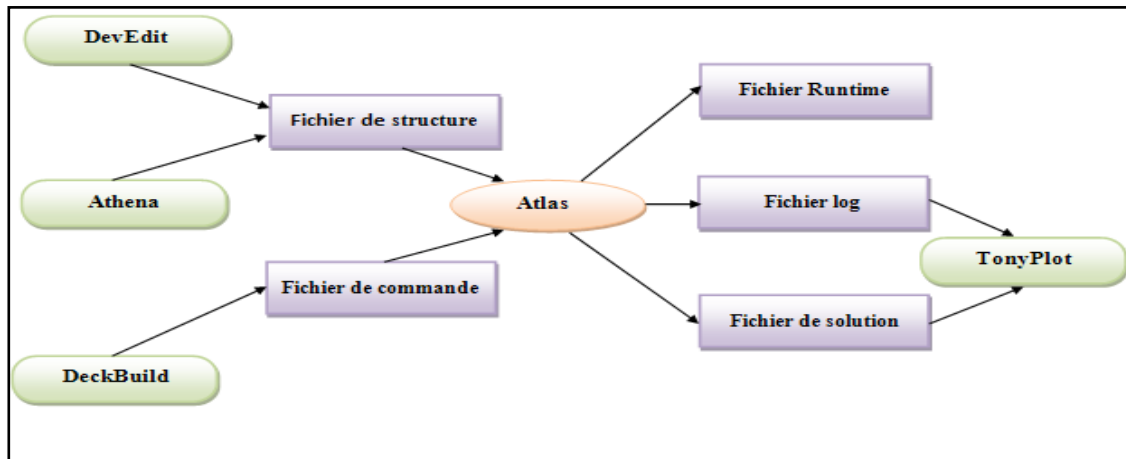 DevEdit
Fichier de structure
Athena
Fichier de commande
DeckBuild
Atlas
Fichier Runtime
Fichier log
Fichier de solution
TonyPlot